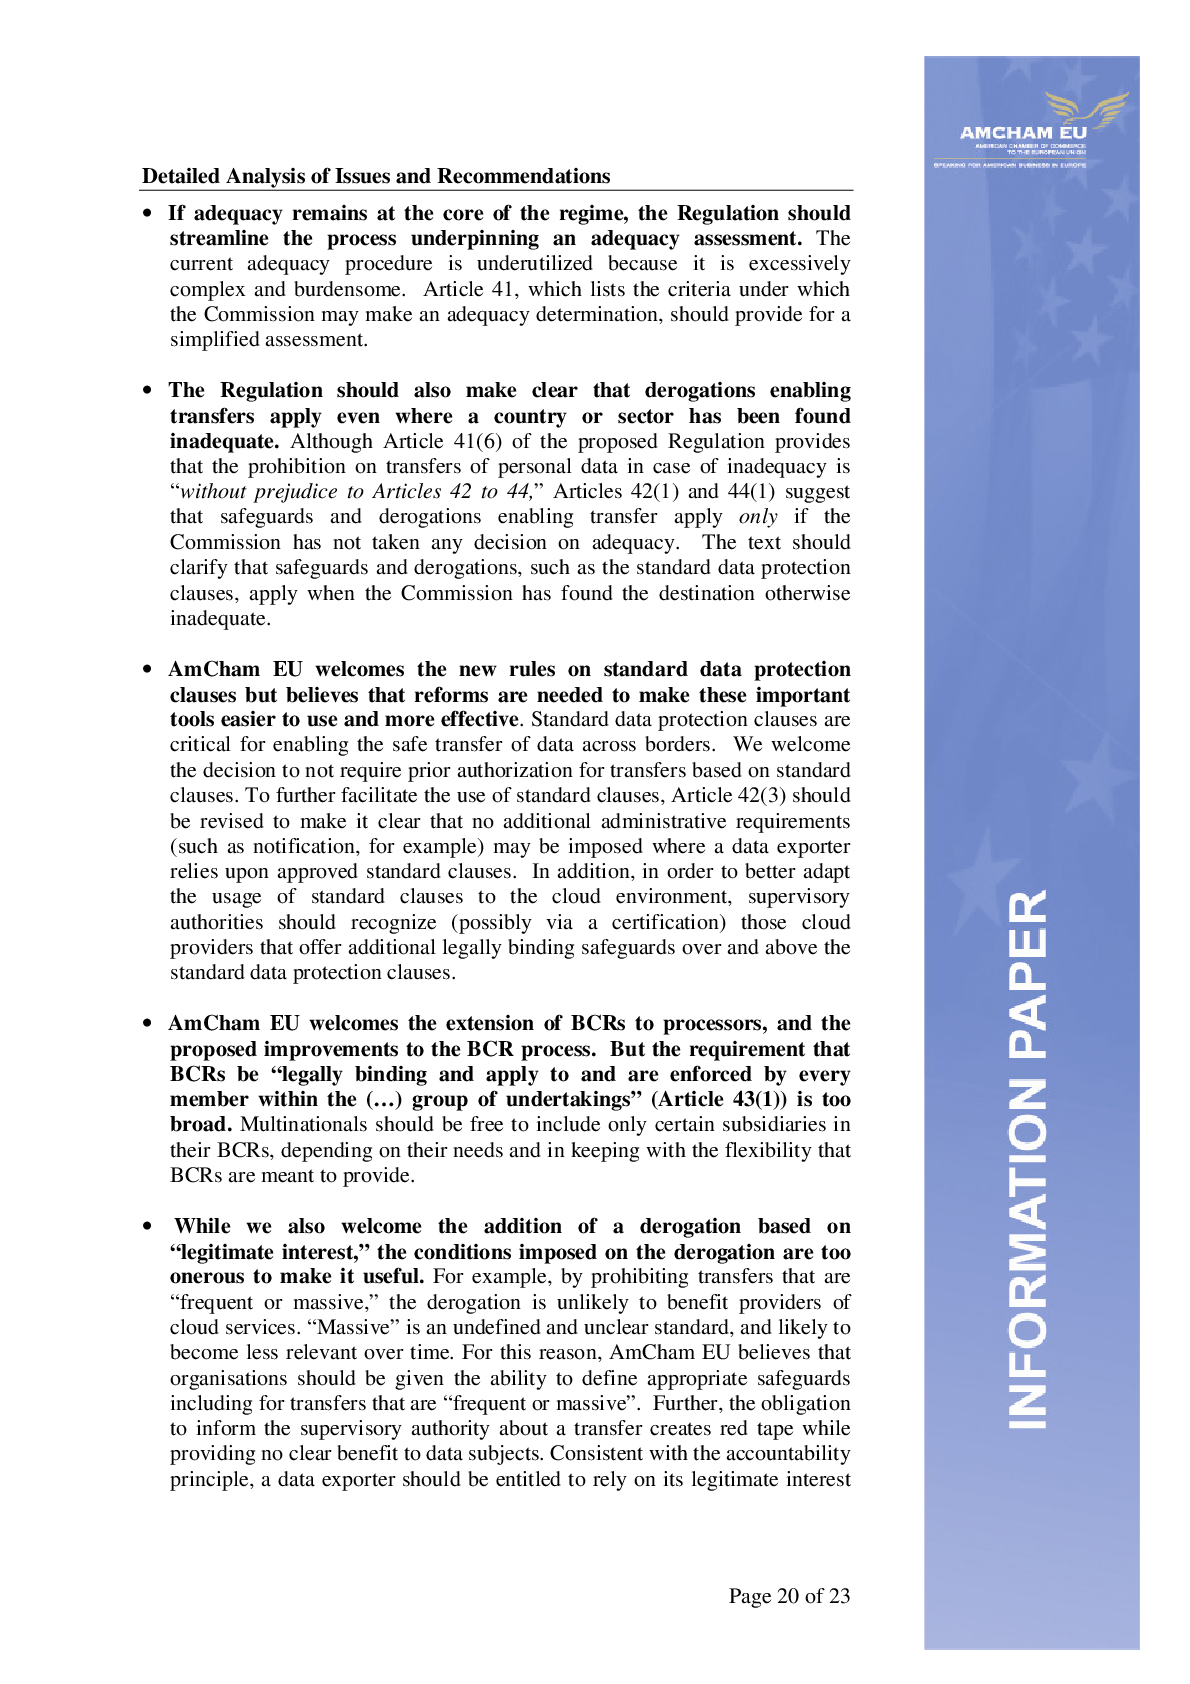 AMCHAM EU
AMERICAN CHAMBER OF COMMERCE
TO THE EUROPEAN UNION
SPEAKING FOR AMERICAN BUSINESS IN EUROPE
Detailed Analysis of Issues and Recommendations
• If adequacy remains at the core of the regime, the Regulation should
streamline the process underpinning an adequacy assessment. The
current adequacy procedure is underutilized because it is excessively
complex and burdensome. Article 41, which lists the criteria under which
the Commission may make an adequacy determination, should provide for a
simplified assessment.
• The Regulation should also make clear that derogations enabling
transfers apply even where a country or sector has been found
inadequate. Although Article 41(6) of the proposed Regulation provides
that the prohibition on transfers of personal data in case of inadequacy is
“without prejudice to Articles 42 to 44,” Articles 42(1) and 44(1) suggest
that safeguards and derogations enabling transfer apply only if the
Commission has not taken any decision on adequacy. The text should
clarify that safeguards and derogations, such as the standard data protection
clauses, apply when the Commission has found the destination otherwise
inadequate.
• AmCham EU welcomes the new rules on standard data protection
clauses but believes that reforms are needed to make these important
tools easier to use and more effective. Standard data protection clauses are
critical for enabling the safe transfer of data across borders. We welcome
the decision to not require prior authorization for transfers based on standard
clauses. To further facilitate the use of standard clauses, Article 42(3) should
be revised to make it clear that no additional administrative requirements
(such as notification, for example) may be imposed where a data exporter
relies upon approved standard clauses. In addition, in order to better adapt
the usage of standard clauses to the cloud environment, supervisory
authorities should recognize (possibly via a certification) those cloud
providers that offer additional legally binding safeguards over and above the
standard data protection clauses.
• AmCham EU welcomes the extension of BCRs to processors, and the
proposed improvements to the BCR process. But the requirement that
BCRs be “legally binding and apply to and are enforced by every
member within the (…) group of undertakings” (Article 43(1)) is too
broad. Multinationals should be free to include only certain subsidiaries in
their BCRs, depending on their needs and in keeping with the flexibility that
BCRs are meant to provide.
• While we also welcome the addition of a derogation based on
“legitimate interest,” the conditions imposed on the derogation are too
onerous to make it useful. For example, by prohibiting transfers that are
“frequent or massive,” the derogation is unlikely to benefit providers of
cloud services. “Massive” is an undefined and unclear standard, and likely to
become less relevant over time. For this reason, AmCham EU believes that
organisations should be given the ability to define appropriate safeguards
including for transfers that are “frequent or massive”. Further, the obligation
to inform the supervisory authority about a transfer creates red tape while
providing no clear benefit to data subjects. Consistent with the accountability
principle, a data exporter should be entitled to rely on its legitimate interest
INFORMATION PAPER
Page 20 of 23